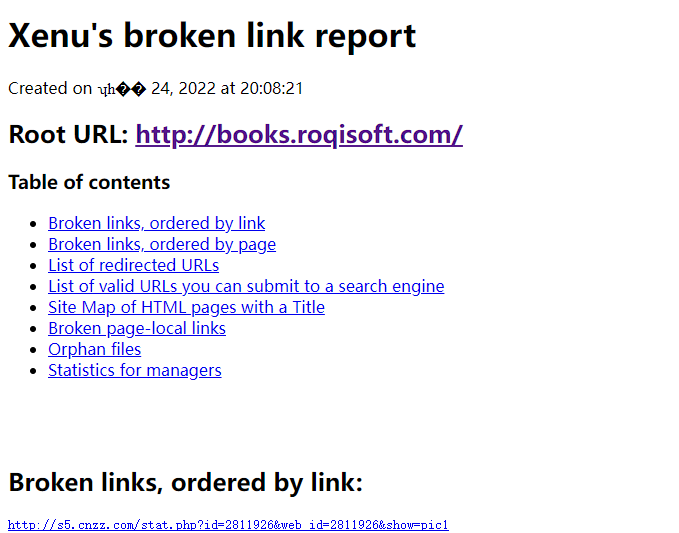 Xenu's broken link report
Created on 24, 2022 at 20:08:21
Root URL: http://books.roqisoft.com/
Table of contents
Broken links, ordered by link
Broken links, ordered by page
List of redirected URLs
List of valid URLs you can submit to a search engine
Site Map of HTML pages with a Title
Broken page-local links
Orphan files
Statistics for managers
Broken links, ordered by link:
http://s5.cnzz.com/stat.php?id=2811926&web_id=2811926&show=pic1